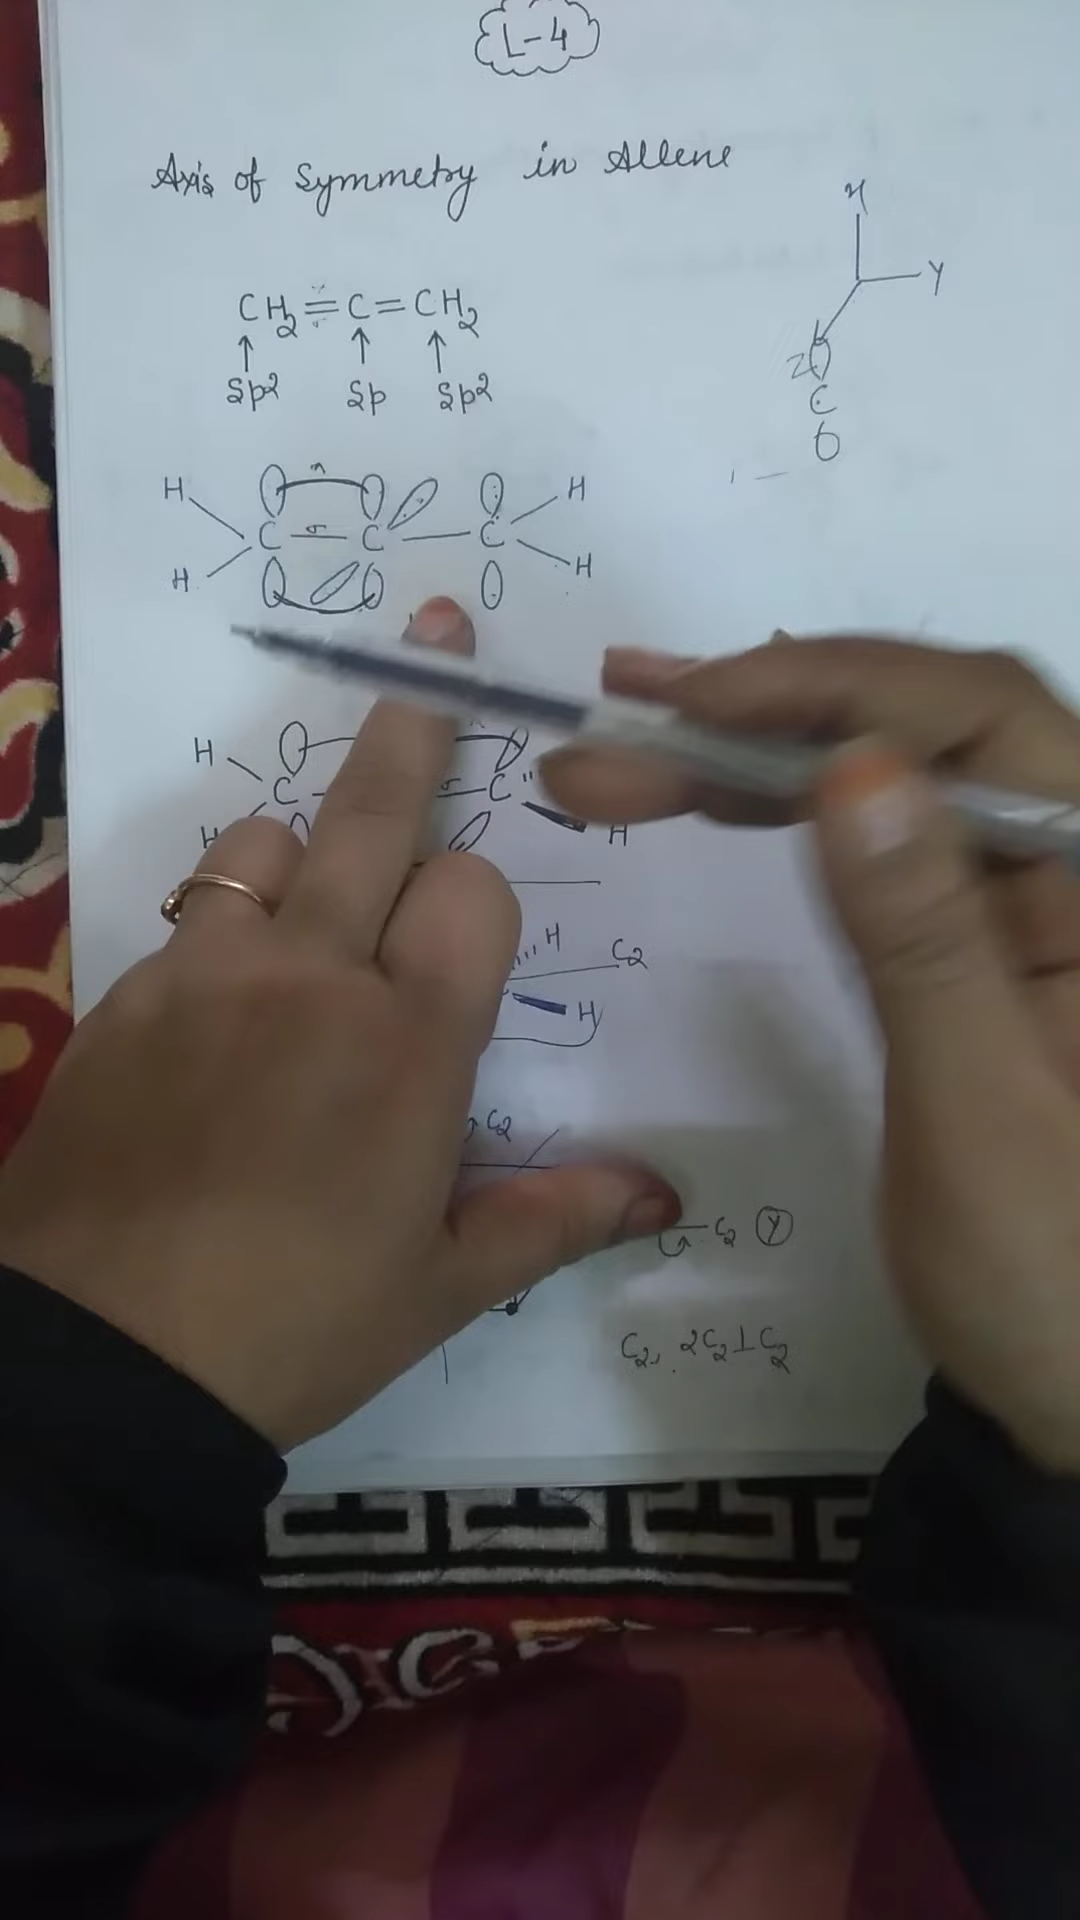 L-4
Axis of Symmetry in Allene
X
Y
Z
C
CH2=C=CH2
Sp2 Sp Sp2
H π H
C σ C C
H H
H
C σ C
H H
H C2
H
C2
C2 Y
C2, 2C2⊥C2